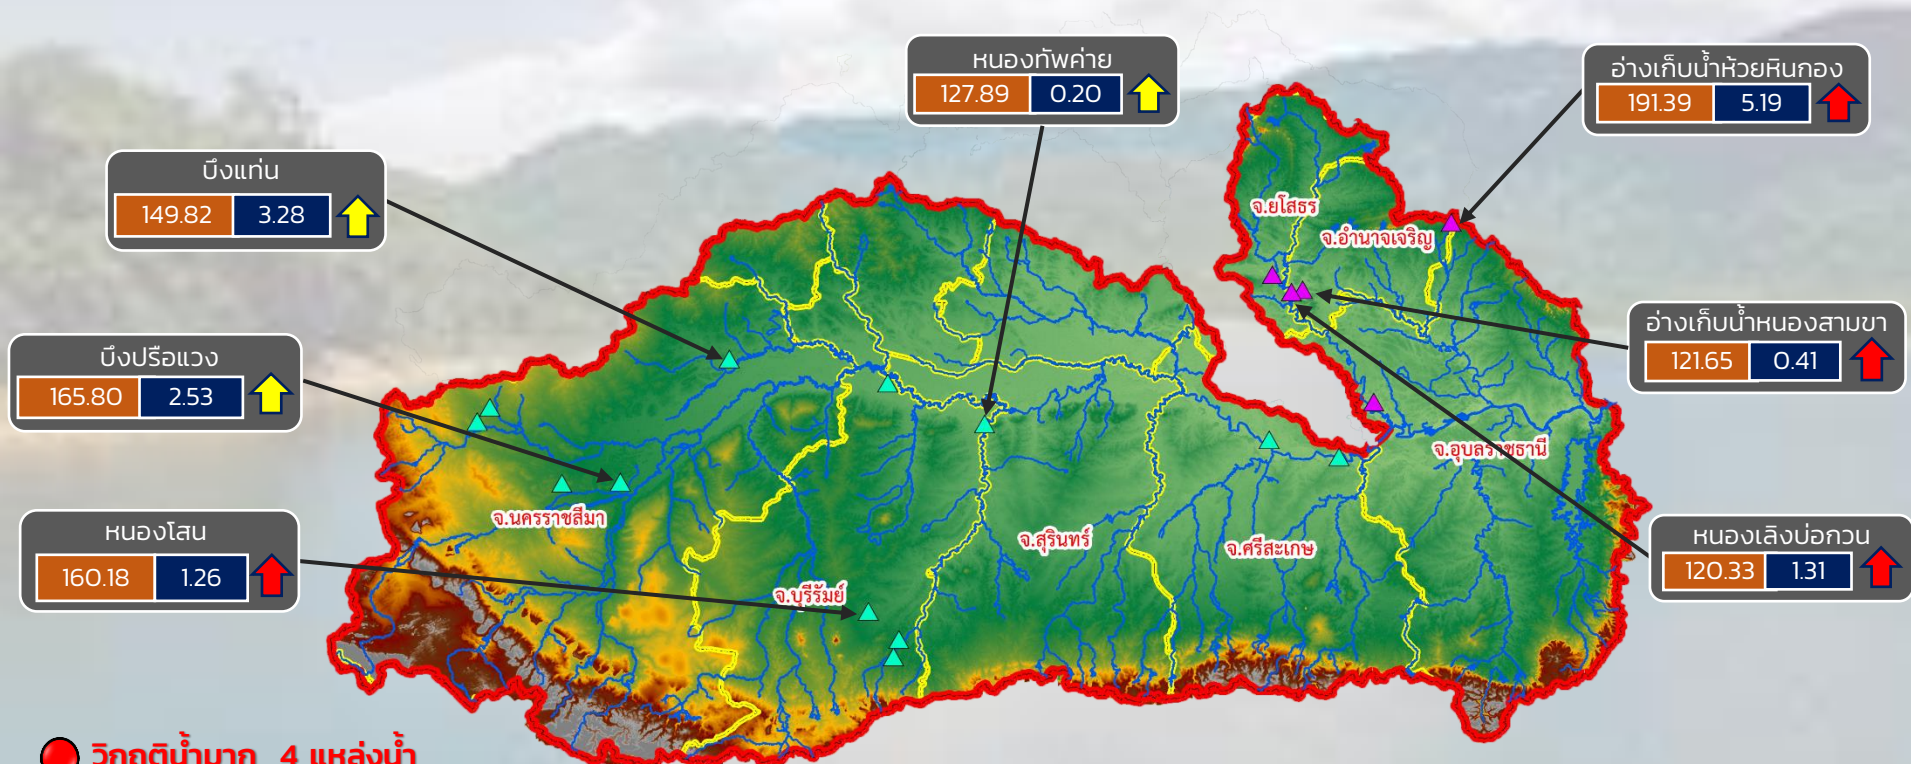 หนองทัพค่าย
127.89 0.20
อ่างเก็บน้ำห้วยหินกอง
191.39 5.19
บึงแท่น
149.82 3.28
จ.ยโสธร
จ.อำนาจเจริญ
อ่างเก็บน้ำหนองสามขา
121.65 0.41
บึงปรือแวง
165.80 2.53
จ.อุบลราชธานี
จ.นครราชสีมา
หนองโสน
160.18 1.26
จ.สุรินทร์
จ.ศรีสะเกษ
หนองเลิงบ่อกวน
120.33 1.31
จ.บุรีรัมย์
วิกฤติน้ำมาก 4 แหล่งน้ำ